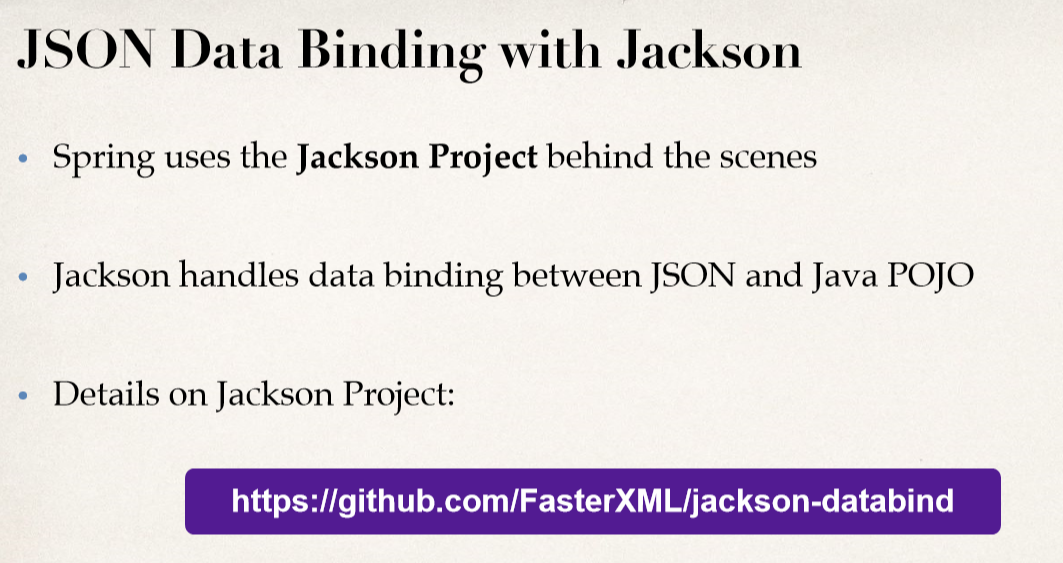 JSON Data Binding with Jackson
• Spring uses the Jackson Project behind the scenes
• Jackson handles data binding between JSON and Java POJO
• Details on Jackson Project:
https://github.com/FasterXML/jackson-databind